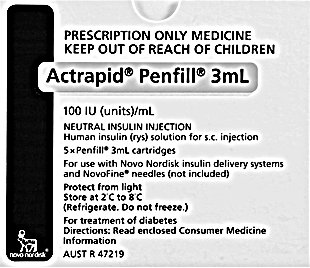 PRESCRIPTION ONLY MEDICINE
KEEP OUT OF REACH OF CHILDREN
Actrapid® Penfill® 3mL
100 IU (units)/mL
NEUTRAL INSULIN INJECTION
Human insulin (rys) solution for s.c. injection
5×Penfill® 3mL cartridges
For use with Novo Nordisk insulin delivery systems
and NovoFine® needles (not included)
Protect from light
Store at 2°C to 8°C
(Refrigerate. Do not freeze.)
For treatment of diabetes
Directions: Read enclosed Consumer Medicine
Information
AUST R 47219
novo nordisk®